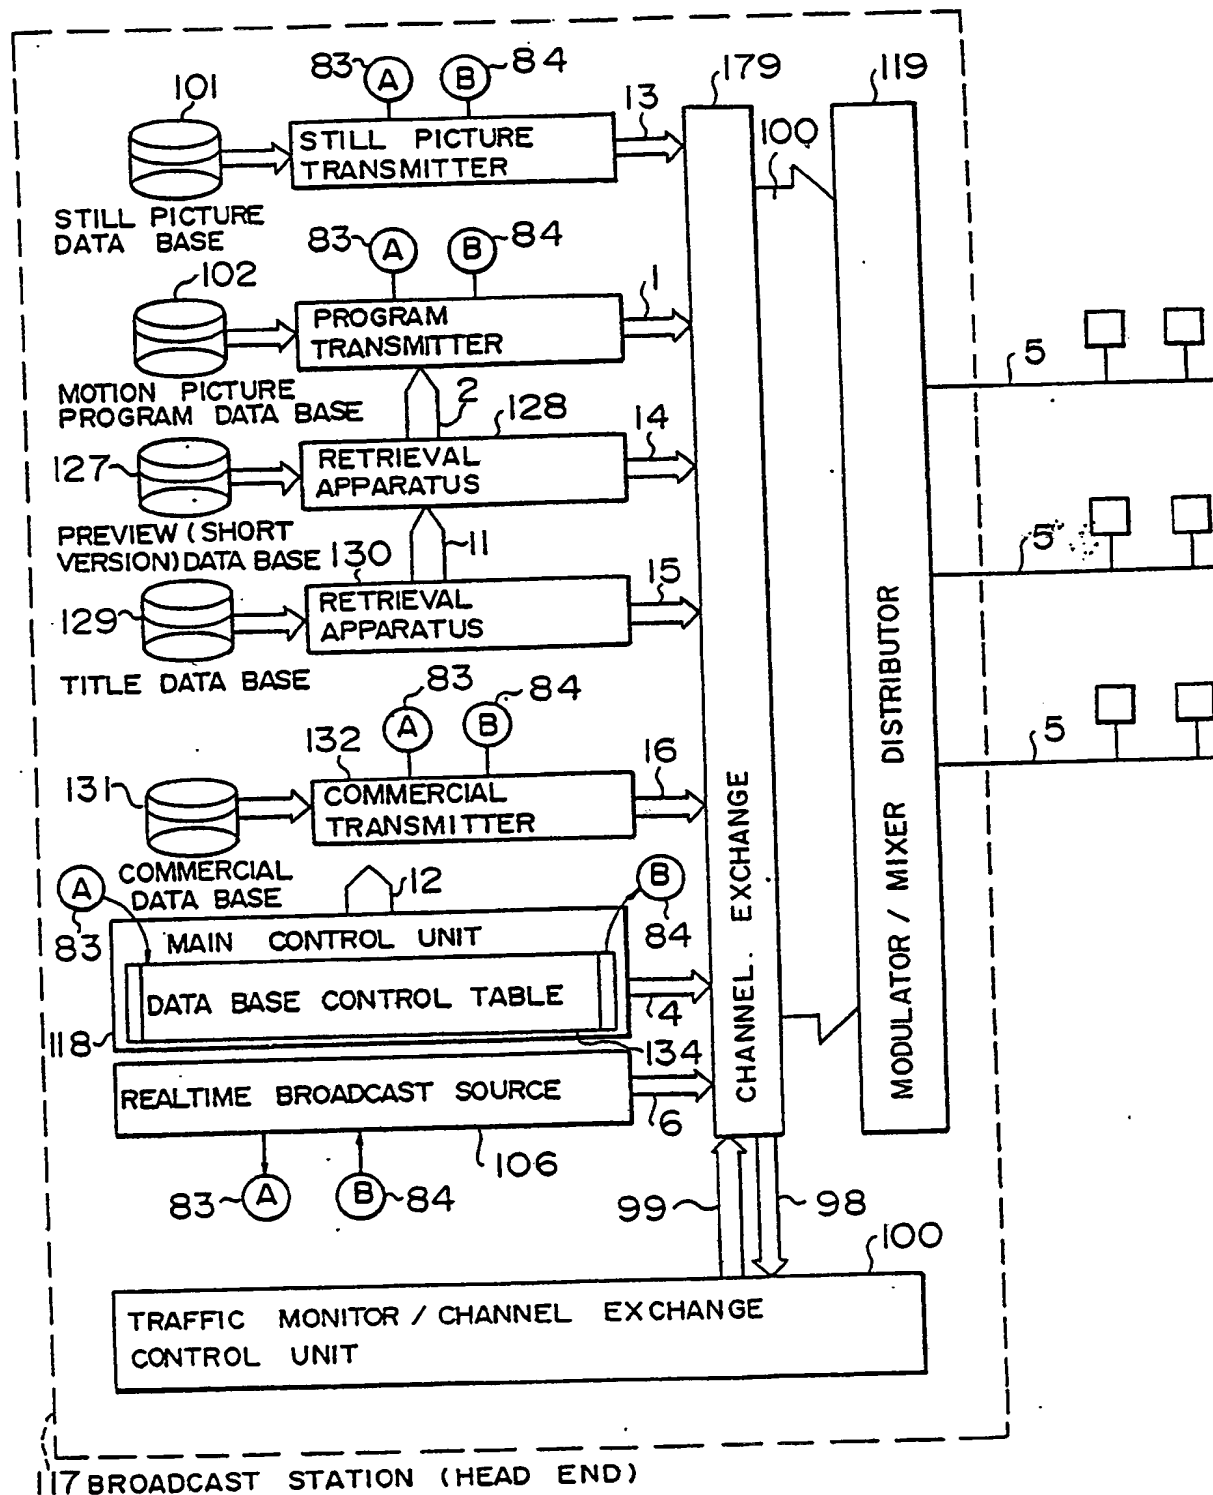 83 A B 84
179
119
101
13
100
STILL PICTURE
TRANSMITTER
STILL PICTURE
DATA BASE
83 A B 84
102
1
PROGRAM
TRANSMITTER
5
MOTION PICTURE
PROGRAM DATA BASE
2
128
14
127
RETRIEVAL
APPARATUS
PREVIEW (SHORT
VERSION) DATA BASE
130
11
5
15
129
RETRIEVAL
APPARATUS
TITLE DATA BASE
83 A B 84
132
16
5
131
COMMERCIAL
TRANSMITTER
COMMERCIAL
DATA BASE
A
83
12
B
84
MAIN CONTROL UNIT
DATA BASE CONTROL TABLE
4
118
134
REALTIME BROADCAST SOURCE
6
106
83 A B 84
CHANNEL. EXCHANGE
MODULATOR / MIXER DISTRIBUTOR
99
98
100
TRAFFIC MONITOR / CHANNEL EXCHANGE
CONTROL UNIT
117 BROADCAST STATION (HEAD END)